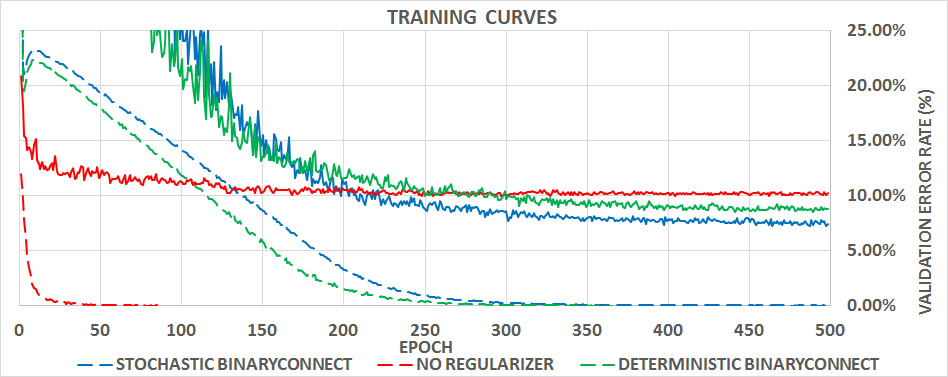 TRAINING CURVES
25.00%
20.00%
15.00%
10.00%
5.00%
0.00%
VALIDATION ERROR RATE (%)
0 50 100 150 200 250 300 350 400 450 500
EPOCH
STOCHASTIC BINARYCONNECT NO REGULARIZER DETERMINISTIC BINARYCONNECT